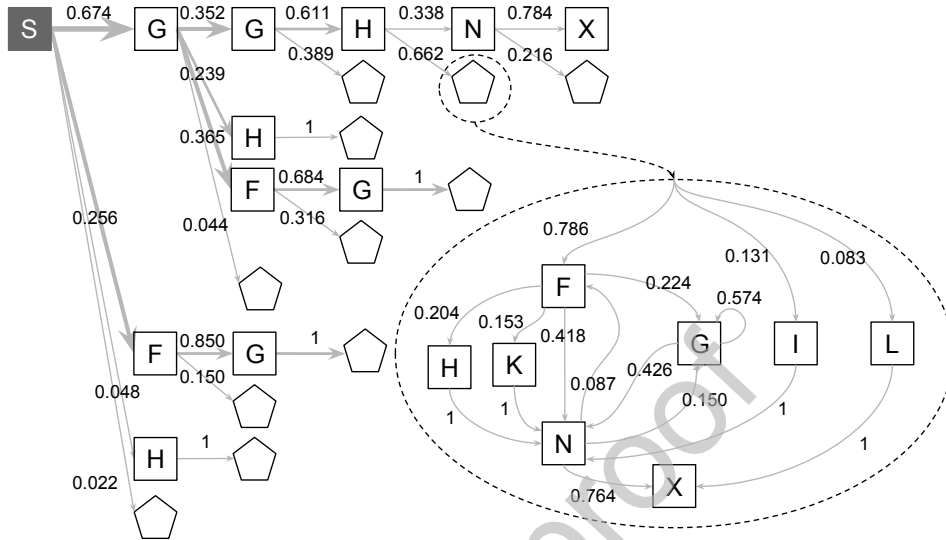 S 0.674 G 0.352 G 0.611 H 0.338 N 0.784 X
0.389 0.662 0.216
0.239
0.365 H 1
F 0.684 G 1
0.316
0.256
0.044
0.786 0.131 0.083
F 0.224
0.574
0.204 0.153 0.418
F 0.850 G 1
H K G I L
0.150
0.087 0.426
0.048
0.150
1 1 1
H 1
N 1
0.022
0.764 X
proof